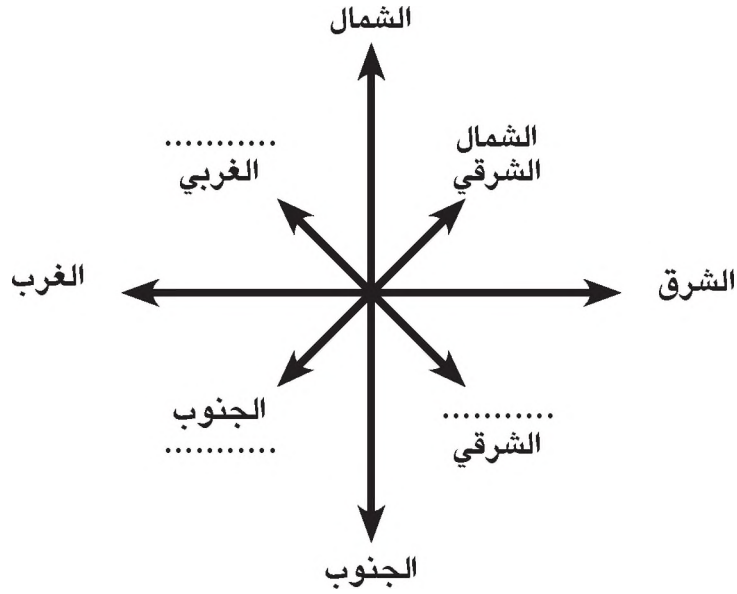 الشمال
الشمال
الشرقي
...........
الغربي
الشرق
الغرب
...........
الشرقي
الجنوب
...........
الجنوب